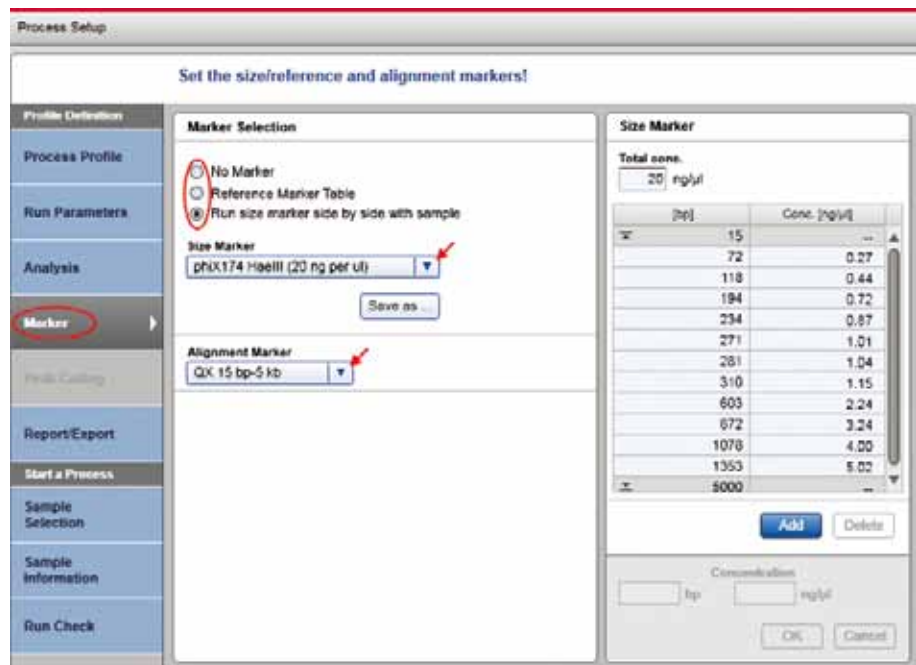 Process Setup
Set the size/reference and alignment markers!
Profile Definition
Process Profile
Run Parameters
Analysis
Marker
Peak Calling
Report/Export
Start a Process
Sample
Selection
Sample
Information
Run Check
Marker Selection
No Marker
Reference Marker Table
Run size marker side by side with sample
Size Marker
phiX174 HaeIII (20 ng per ul)
Save as ...
Alignment Marker
QX 15 bp-5 kb
Size Marker
Total conc.
20 ng/µl
[bp] Conc. [ng/µl]
15 --
72 0.27
118 0.44
194 0.72
234 0.87
271 1.01
281 1.04
310 1.15
603 2.24
872 3.24
1078 4.00
1353 5.02
5000 --
Add Delete
Concentration
bp ng/µl
OK Cancel